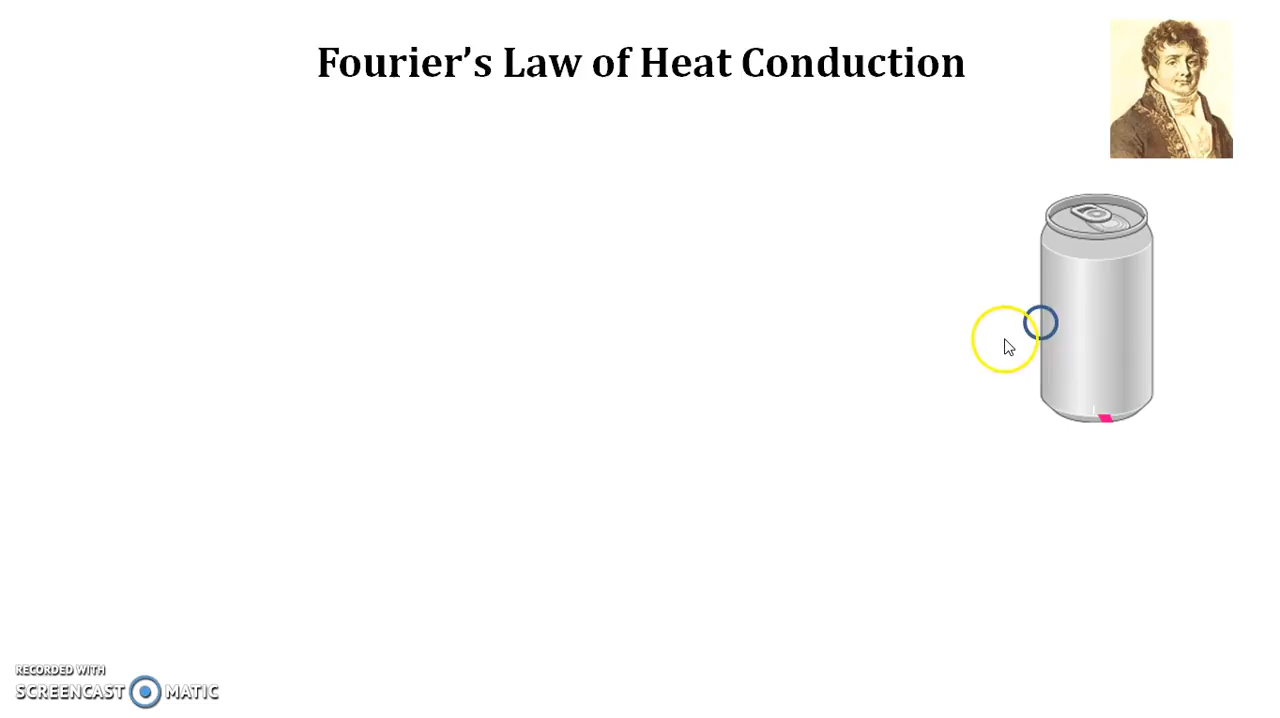 Fourier’s Law of Heat Conduction
RECORDED WITH
SCREENCAST MATIC